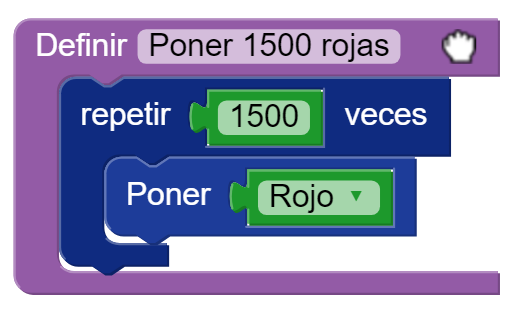 Definir Poner 1500 rojas
repetir 1500 veces
Poner Rojo